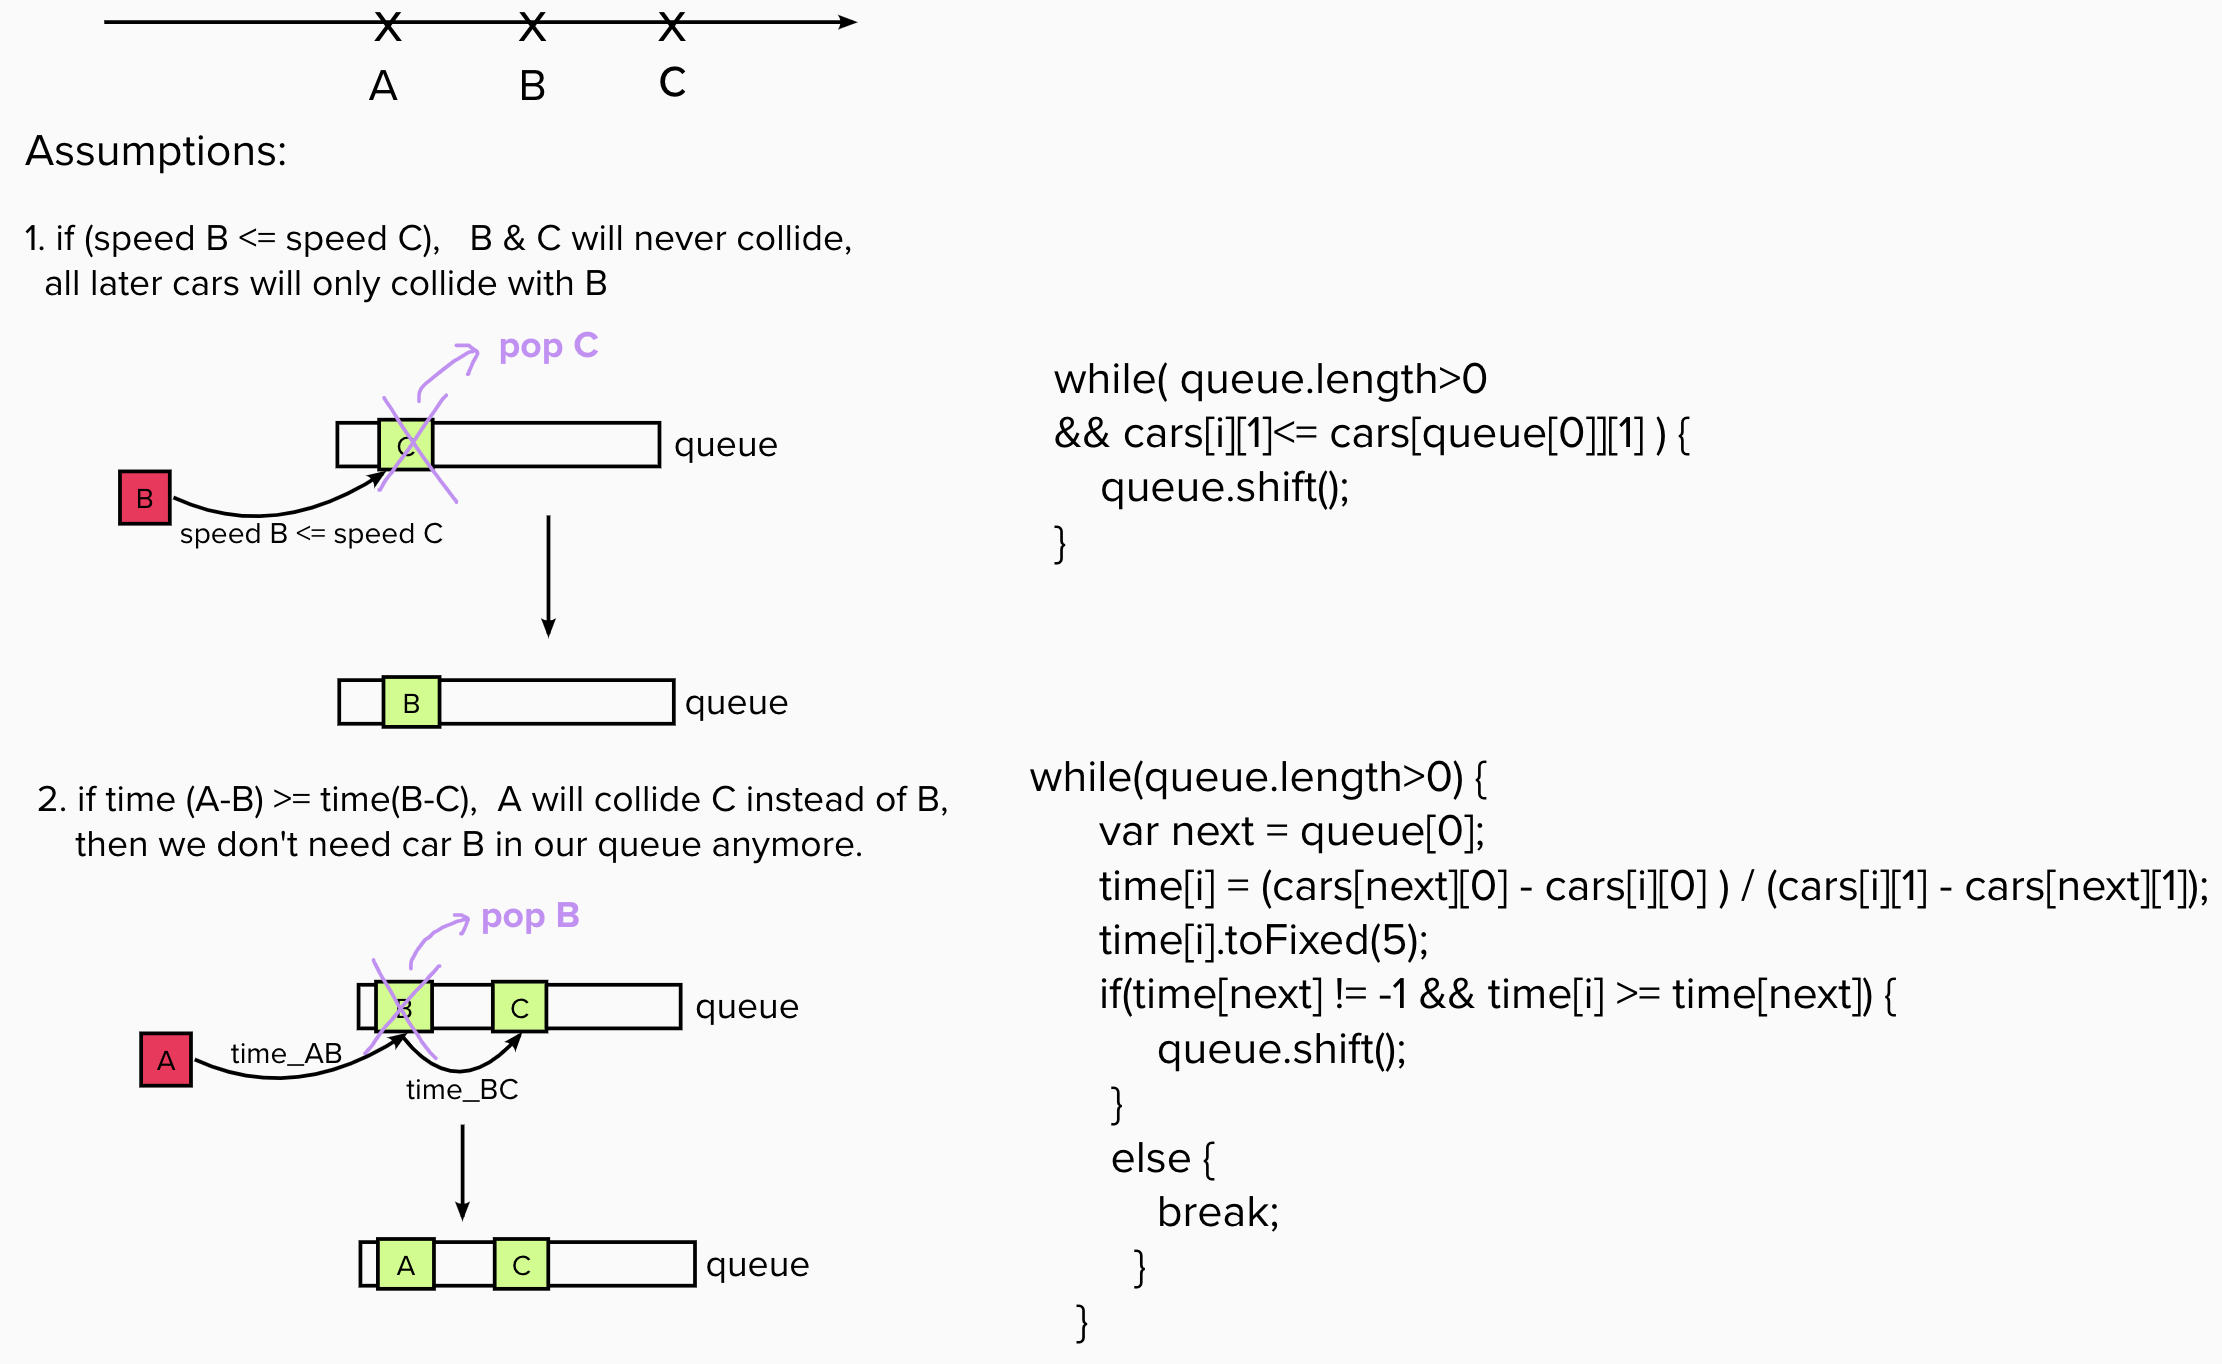 A B C
Assumptions:
1. if (speed B <= speed C), B & C will never collide,
all later cars will only collide with B
pop C
C
queue
B
speed B <= speed C
B
queue
while( queue.length>0
&& cars[i][1]<= cars[queue[0]][1] ) {
queue.shift();
}
2. if time (A-B) >= time(B-C), A will collide C instead of B,
then we don't need car B in our queue anymore.
pop B
B C
queue
A
time_AB
time_BC
A C
queue
while(queue.length>0) {
var next = queue[0];
time[i] = (cars[next][0] - cars[i][0] ) / (cars[i][1] - cars[next][1]);
time[i].toFixed(5);
if(time[next] != -1 && time[i] >= time[next]) {
queue.shift();
}
else {
break;
}
}